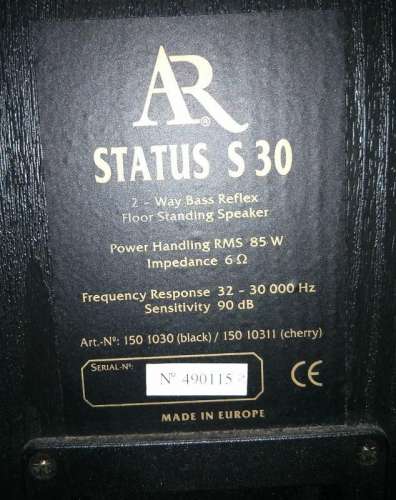 AR®
STATUS S 30
2 - Way Bass Reflex
Floor Standing Speaker
Power Handling RMS 85 W
Impedance 6 Ω
Frequency Response 32 - 30 000 Hz
Sensitivity 90 dB
Art.-Nº: 150 1030 (black) / 150 10311 (cherry)
SERIAL-Nº:
Nº 490115
CE
MADE IN EUROPE